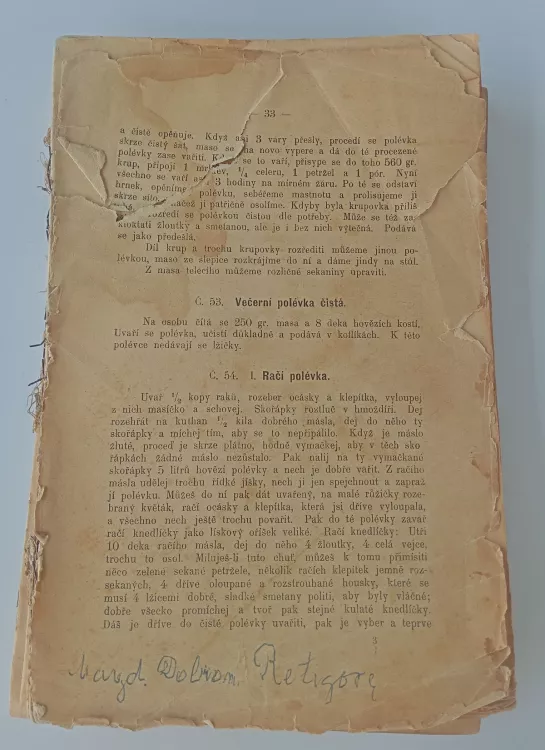 — 33 —
a čistě opěnuje. Když 3 váry přešly, procedí se polévka
skrze čistý šat, maso se na novo vypere a dá do té procezené
polévky zase vařiti. se to vaří, přisype se do toho 560 gr.
krup, připojí 1 ¼ celeru, 1 petržel a 1 pór. Nyní
všechno se vaří 3 hodiny na mírném žáru. Po té se odstaví
hrnek, opěníme polévku, sebéřeme mastnotu a prolisujeme ji
skrze síto, načež ji patřičně osolíme. Kdyby byla krupovka příliš
rozředí se polévkou čistou dle potřeby. Může se též za-
kloktati žloutky a smetanou, ale je i bez nich výtečná. Podává
se jako předešlá.
Díl krup a trochu krupovky rozřediti můžeme jinou po-
lévkou, maso ze slepice rozkrájíme do ní a dáme jindy na stůl.
Z masa telecího můžeme rozličné sekaniny upraviti.
Č. 53. Večerní polévka čistá.
Na osobu čítá se 250 gr. masa a 8 deka hovězích kostí.
Uvaří se polévka, učistí důkladně a podává v koflíkách. K této
polévce nedávají se lžičky.
Č. 54. I. Račí polévka.
Uvař ½ kopy raků, rozeber ocásky a klepítka, vyloupej
z nich masíčko a schovej. Skořápky roztluč v hmoždíři. Dej
rozehřát na kuthan ½ kila dobrého másla, dej do něho ty
skořápky a míchej tím, aby se to nepřipálilo. Když je máslo
žluté, proceď je skrze plátno, hodně vymačkej, aby v těch sko-
řápkách žádné máslo nezůstalo. Pak nalij na ty vymačkané
skořápky 5 litrů hovězí polévky a nech je dobře vařit. Z račího
másla udělej trochu řídké jíšky, nech ji jen spejchnout a zapraž
jí polévku. Můžeš do ní pak dát uvařený, na malé růžičky roze-
braný květák, račí ocásky a klepítka, která jsi dříve vyloupala,
a všechno nech ještě trochu povařit. Pak do té polévky zavař
račí knedlíčky jako lískový oříšek veliké. Račí knedlíčky: Utři
10 deka račího másla, dej do něho 4 žloutky, 4 celá vejce,
trochu to osol. Miluješ-li tuto chuť, můžeš k tomu přimísiti
něco zelené sekané petržele, několik račích klepítek jemně roz-
sekaných, 4 dříve oloupané a rozstrouhané housky, které se
musí 4 lžícemi dobré, sladké smetany políti, aby byly vláčné;
dobře všecko promíchej a tvoř pak stejné kulaté knedlíčky.
Dáš je dříve do čisté polévky uvařiti, pak je vyber a teprve
3
Magd. Dobrom. Retigové